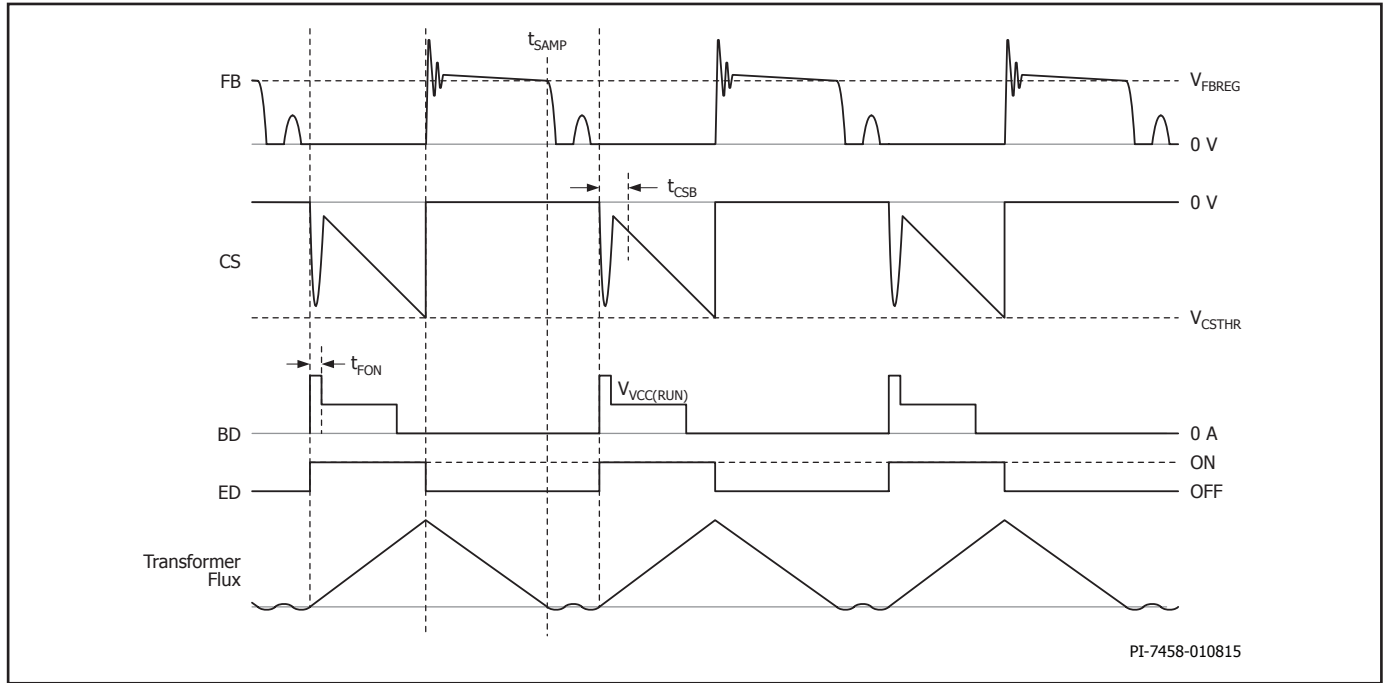 tSAMP
FB
VFBREG
0 V
tCSB
0 V
CS
VCSTHR
tFON
VVCC(RUN)
BD
0 A
ON
ED
OFF
Transformer
Flux
PI-7458-010815